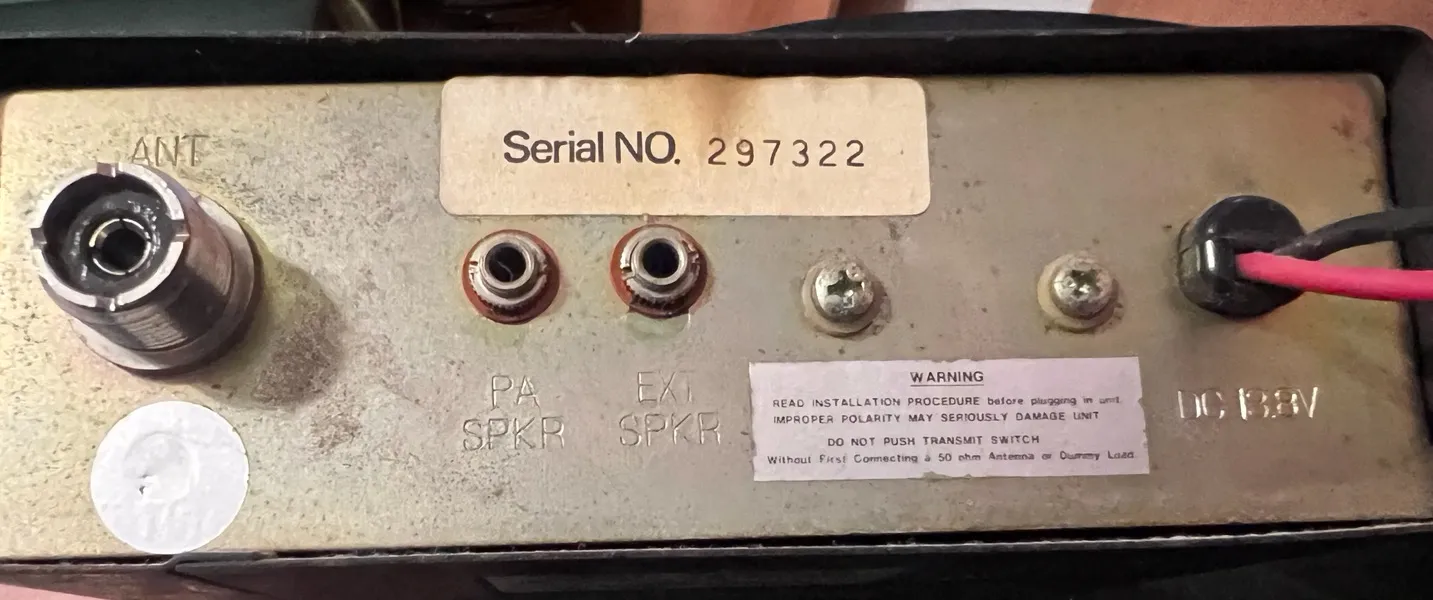 ANT
Serial NO. 297322
PA
SPKR
EXT
SPKR
WARNING
READ INSTALLATION PROCEDURE before plugging in unit.
IMPROPER POLARITY MAY SERIOUSLY DAMAGE UNIT
DO NOT PUSH TRANSMIT SWITCH
Without First Connecting a 50 ohm Antenna or Dummy Load
DC 13.8V